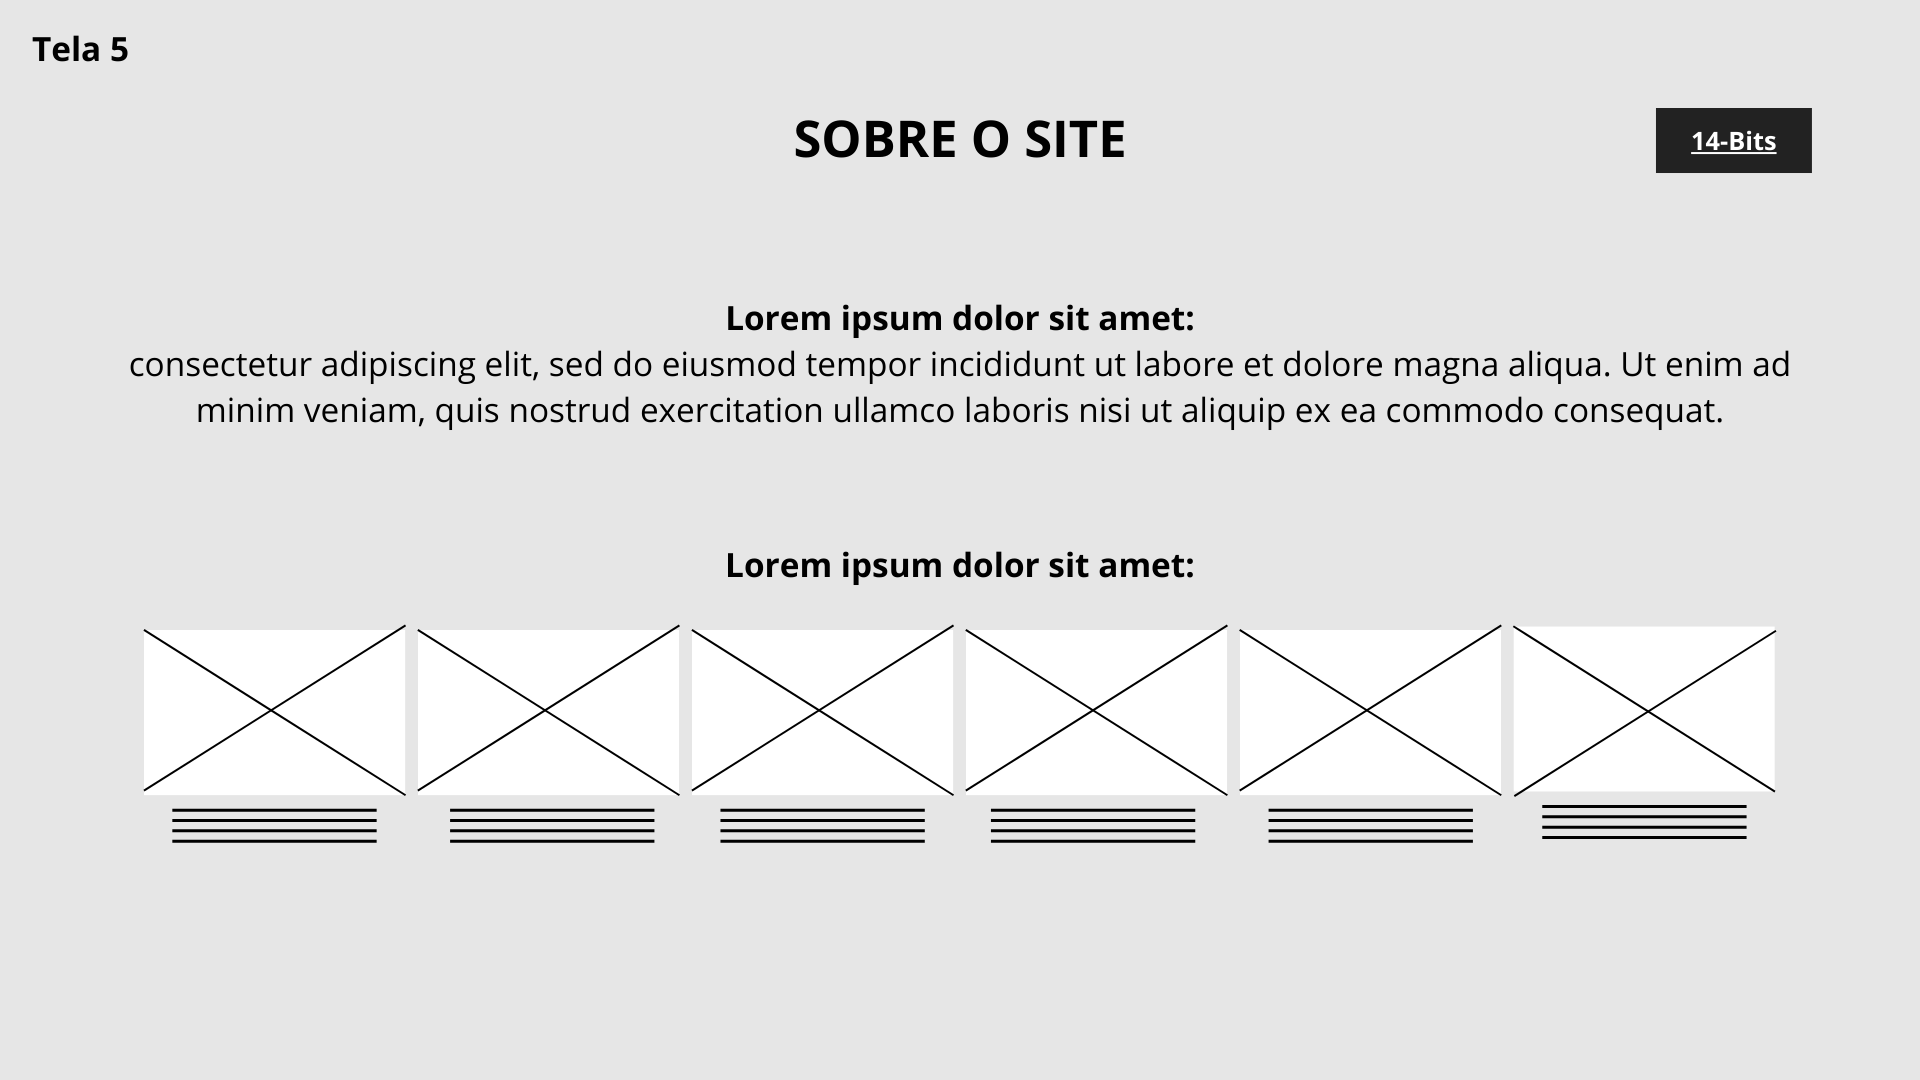 Tela 5
SOBRE O SITE
14-Bits
Lorem ipsum dolor sit amet:
consectetur adipiscing elit, sed do eiusmod tempor incididunt ut labore et dolore magna aliqua. Ut enim ad
minim veniam, quis nostrud exercitation ullamco laboris nisi ut aliquip ex ea commodo consequat.
Lorem ipsum dolor sit amet: